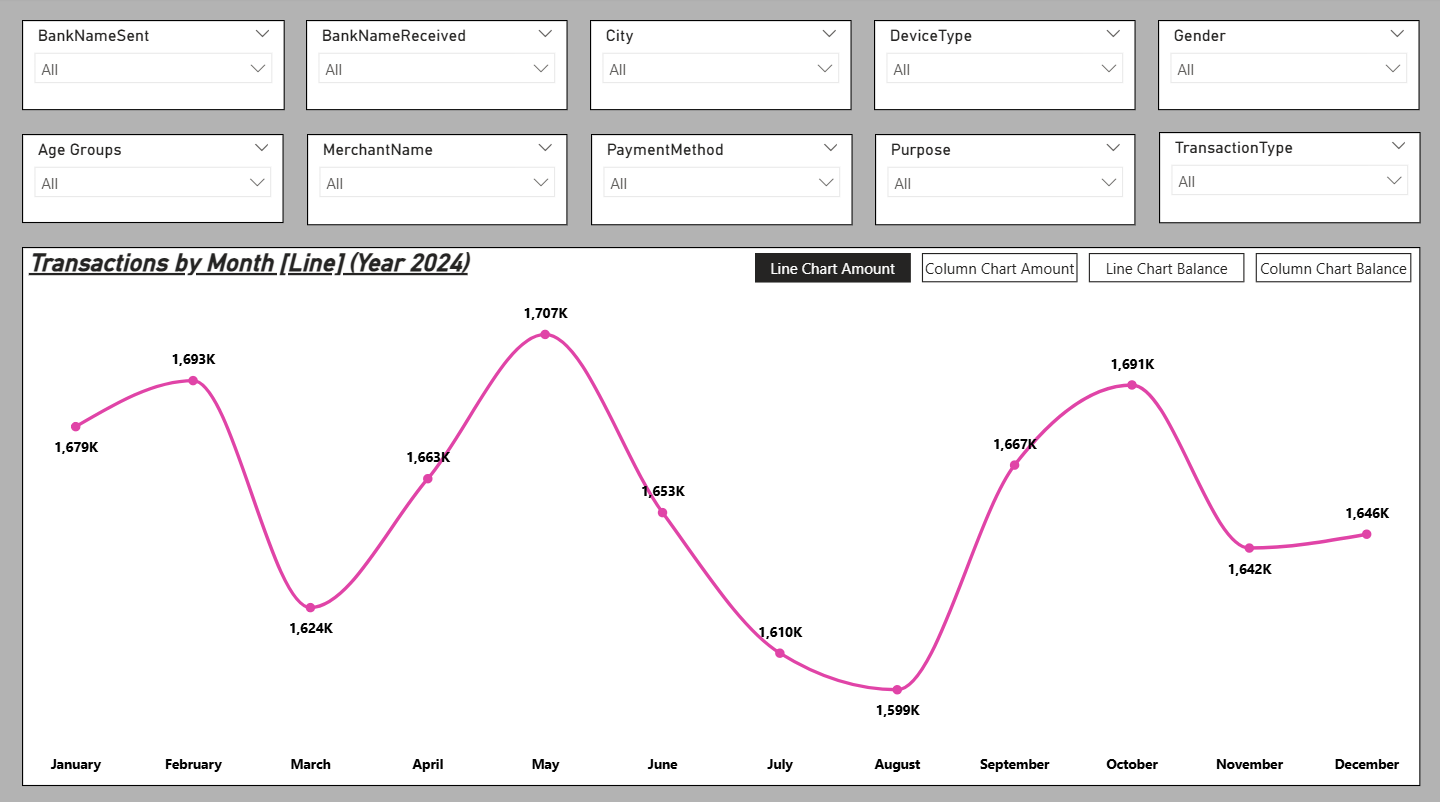 BankNameSent
All
BankNameReceived
All
City
All
DeviceType
All
Gender
All
Age Groups
All
MerchantName
All
PaymentMethod
All
Purpose
All
TransactionType
All
Transactions by Month [Line] (Year 2024)
Line Chart Amount
Column Chart Amount
Line Chart Balance
Column Chart Balance
1,679K
1,693K
1,624K
1,663K
1,707K
1,653K
1,610K
1,599K
1,667K
1,691K
1,642K
1,646K
January
February
March
April
May
June
July
August
September
October
November
December